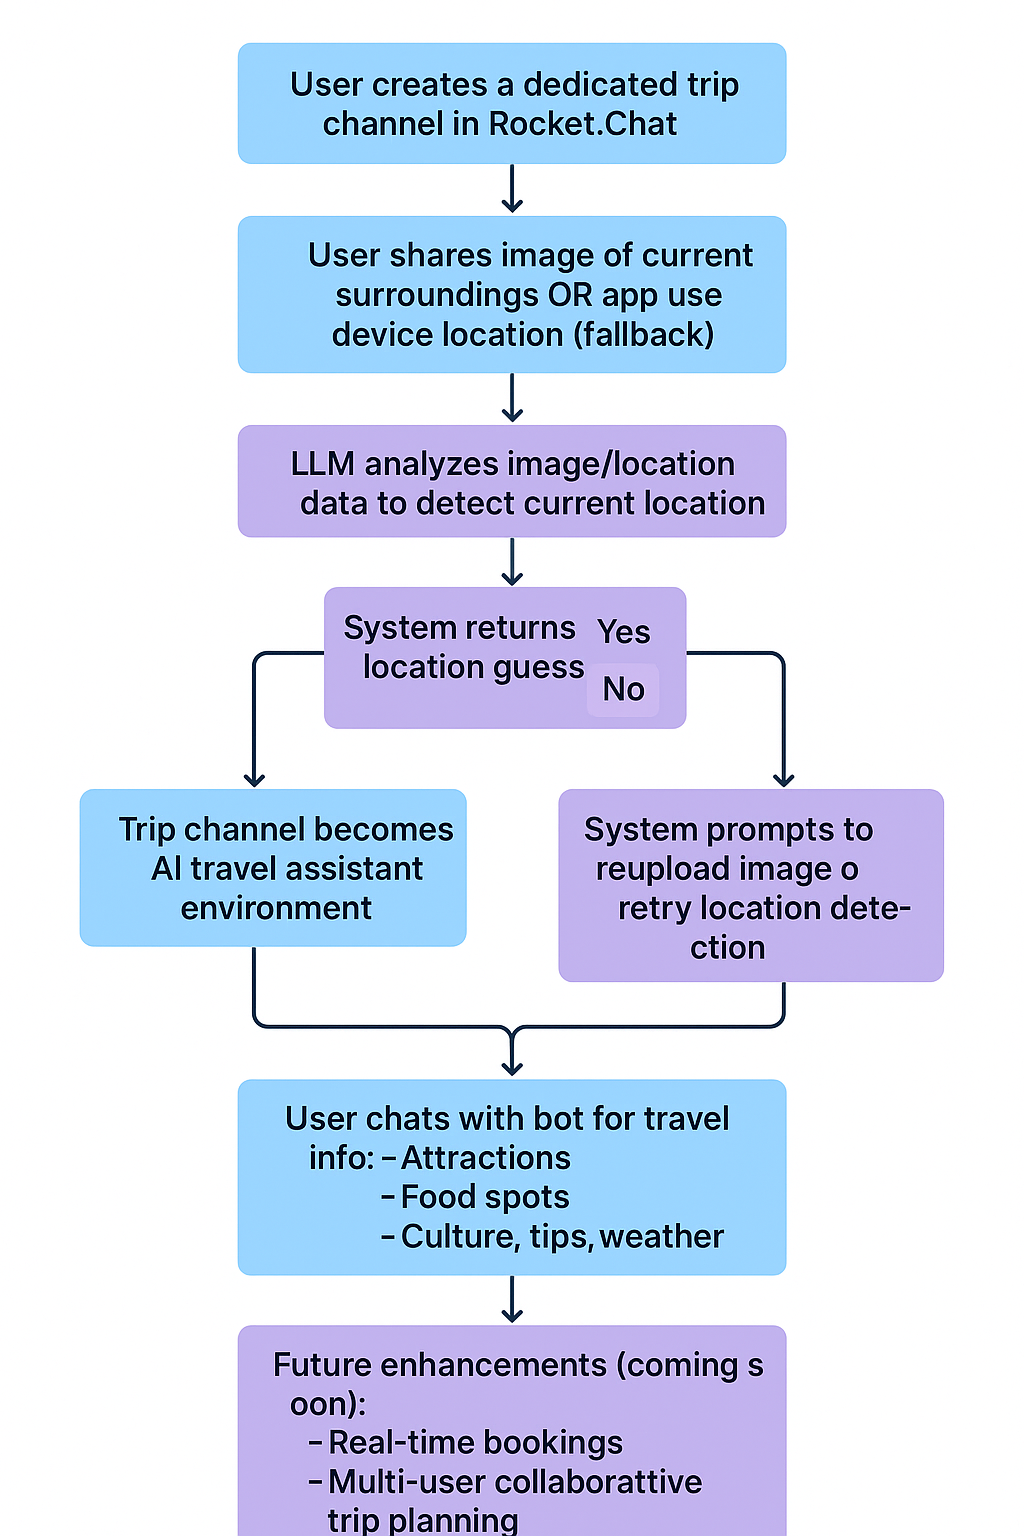 User creates a dedicated trip
channel in Rocket.Chat
User shares image of current
surroundings OR app use
device location (fallback)
LLM analyzes image/location
data to detect current location
System returns
location guess
Yes
No
Trip channel becomes
AI travel assistant
environment
System prompts to
reupload image o
retry location dete-
ction
User chats with bot for travel
info: – Attractions
– Food spots
– Culture, tips, weather
Future enhancements (coming s
oon):
– Real-time bookings
– Multi-user collaborattive
trip planning